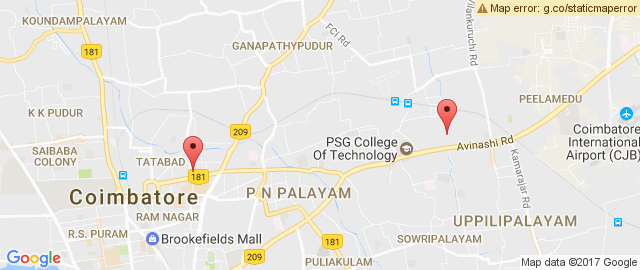 Map error: g.co/staticmaperror
KOUNDAMPALAYAM
GANAPATHYPUDUR
FCI Rd
Vilankuruchi Rd
181
209
PEELAMEDU
K K PUDUR
209
PSG College
Of Technology
Avinashi Rd
Coimbatore
International
Airport (CJB)
SAIBABA
COLONY
TATABAD
181
Kamarajar Rd
Coimbatore
P N PALAYAM
RAM NAGAR
UPPILIPALAYAM
R.S. PURAM
Brookefields Mall
181
SOWRIPALAYAM
209
PULIAKULAM
Google
Map data ©2017 Google